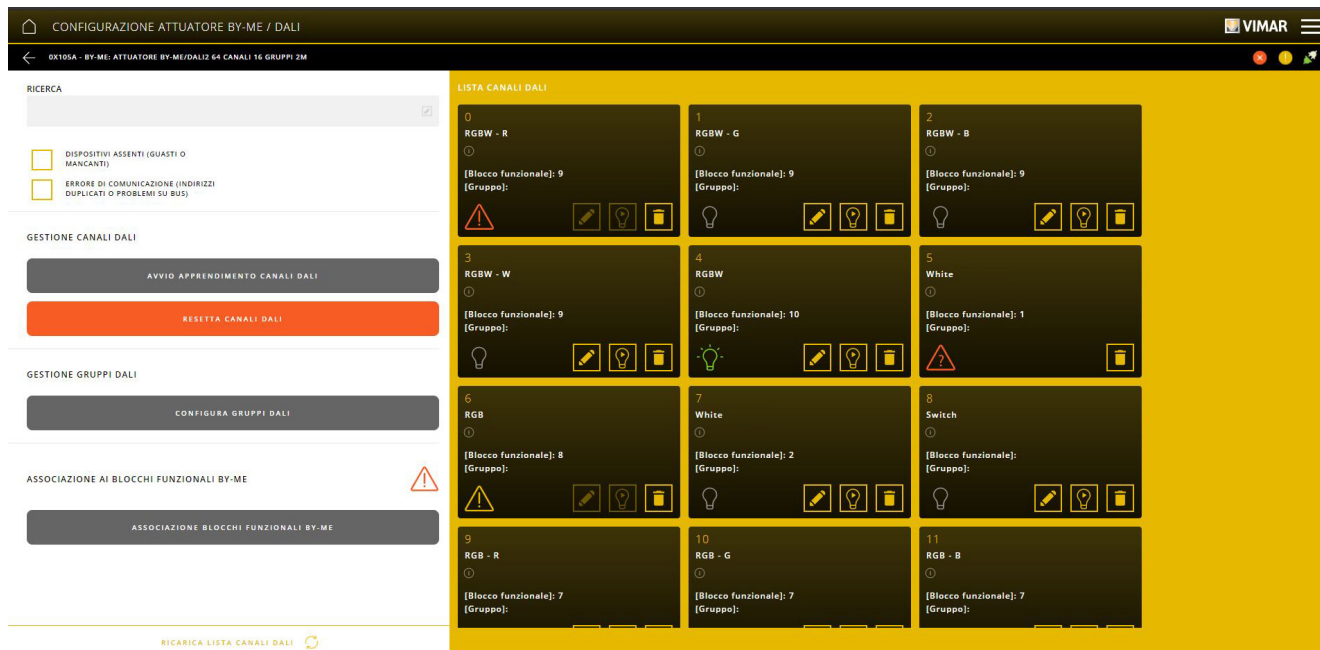 CONFIGURAZIONE ATTUATORE BY-ME / DALI
VIMAR
0X105A - BY-ME: ATTUATORE BY-ME/DALI2 64 CANALI 16 GRUPPI 2M
RICERCA
DISPOSITIVI ASSENTI (GUASTI O
MANCANTI)
ERRORE DI COMUNICAZIONE (INDIRIZZI
DUPLICATI O PROBLEMI SU BUS)
GESTIONE CANALI DALI
AVVIO APPRENDIMENTO CANALI DALI
RESETTA CANALI DALI
GESTIONE GRUPPI DALI
CONFIGURA GRUPPI DALI
ASSOCIAZIONE AI BLOCCHI FUNZIONALI BY-ME
ASSOCIAZIONE BLOCCHI FUNZIONALI BY-ME
RICARICA LISTA CANALI DALI
LISTA CANALI DALI
0
RGBW - R
[Blocco funzionale]: 9
[Gruppo]:
1
RGBW - G
[Blocco funzionale]: 9
[Gruppo]:
2
RGBW - B
[Blocco funzionale]: 9
[Gruppo]:
3
RGBW - W
[Blocco funzionale]: 9
[Gruppo]:
4
RGBW
[Blocco funzionale]: 10
[Gruppo]:
5
White
[Blocco funzionale]: 1
[Gruppo]:
6
RGB
[Blocco funzionale]: 8
[Gruppo]:
7
White
[Blocco funzionale]: 2
[Gruppo]:
8
Switch
[Blocco funzionale]:
[Gruppo]:
9
RGB - R
[Blocco funzionale]: 7
[Gruppo]:
10
RGB - G
[Blocco funzionale]: 7
[Gruppo]:
11
RGB - B
[Blocco funzionale]: 7
[Gruppo]: